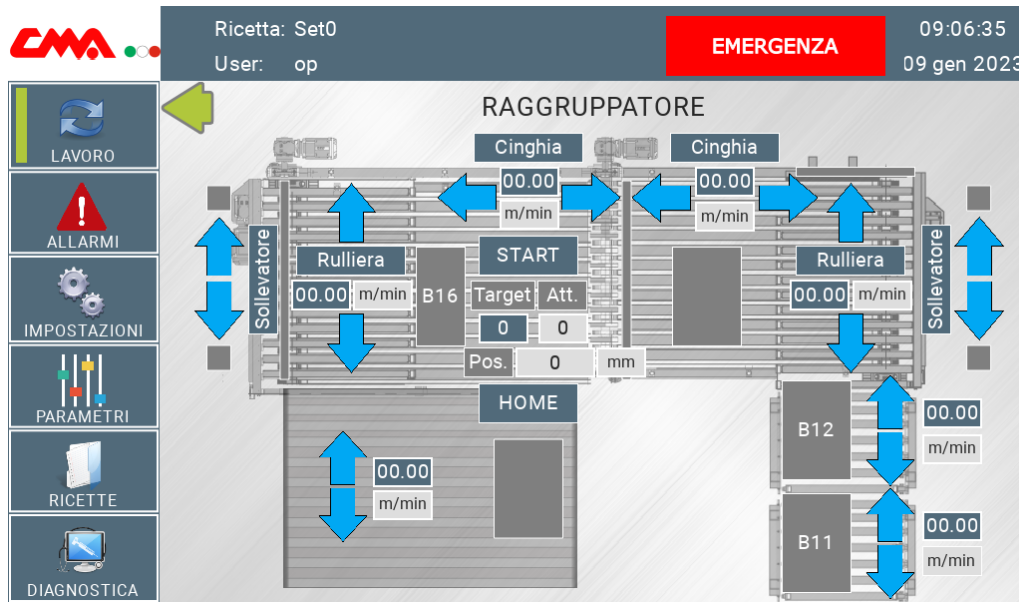 CMA
Ricetta: Set0
User: op
EMERGENZA
09:06:35
09 gen 2023
LAVORO
ALLARMI
IMPOSTAZIONI
PARAMETRI
RICETTE
DIAGNOSTICA
RAGGRUPPATORE
Cinghia
00.00
m/min
Cinghia
00.00
m/min
Sollevatore
Rulliera
00.00 m/min
B16
START
Target Att.
0 0
Pos. 0 mm
HOME
Rulliera
00.00 m/min
Sollevatore
00.00
m/min
B12
00.00
m/min
B11
00.00
m/min